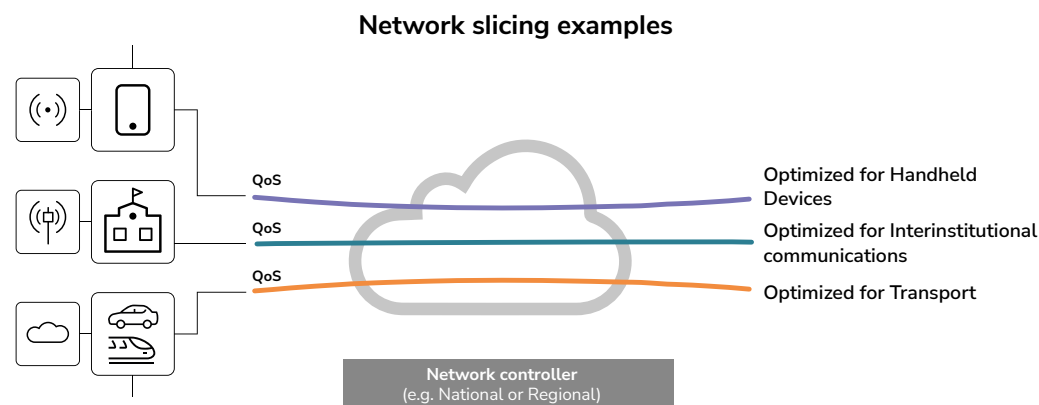 Network slicing examples
QoS
Optimized for Handheld
Devices
QoS
Optimized for Interinstitutional
communications
QoS
Optimized for Transport
Network controller
(e.g. National or Regional)